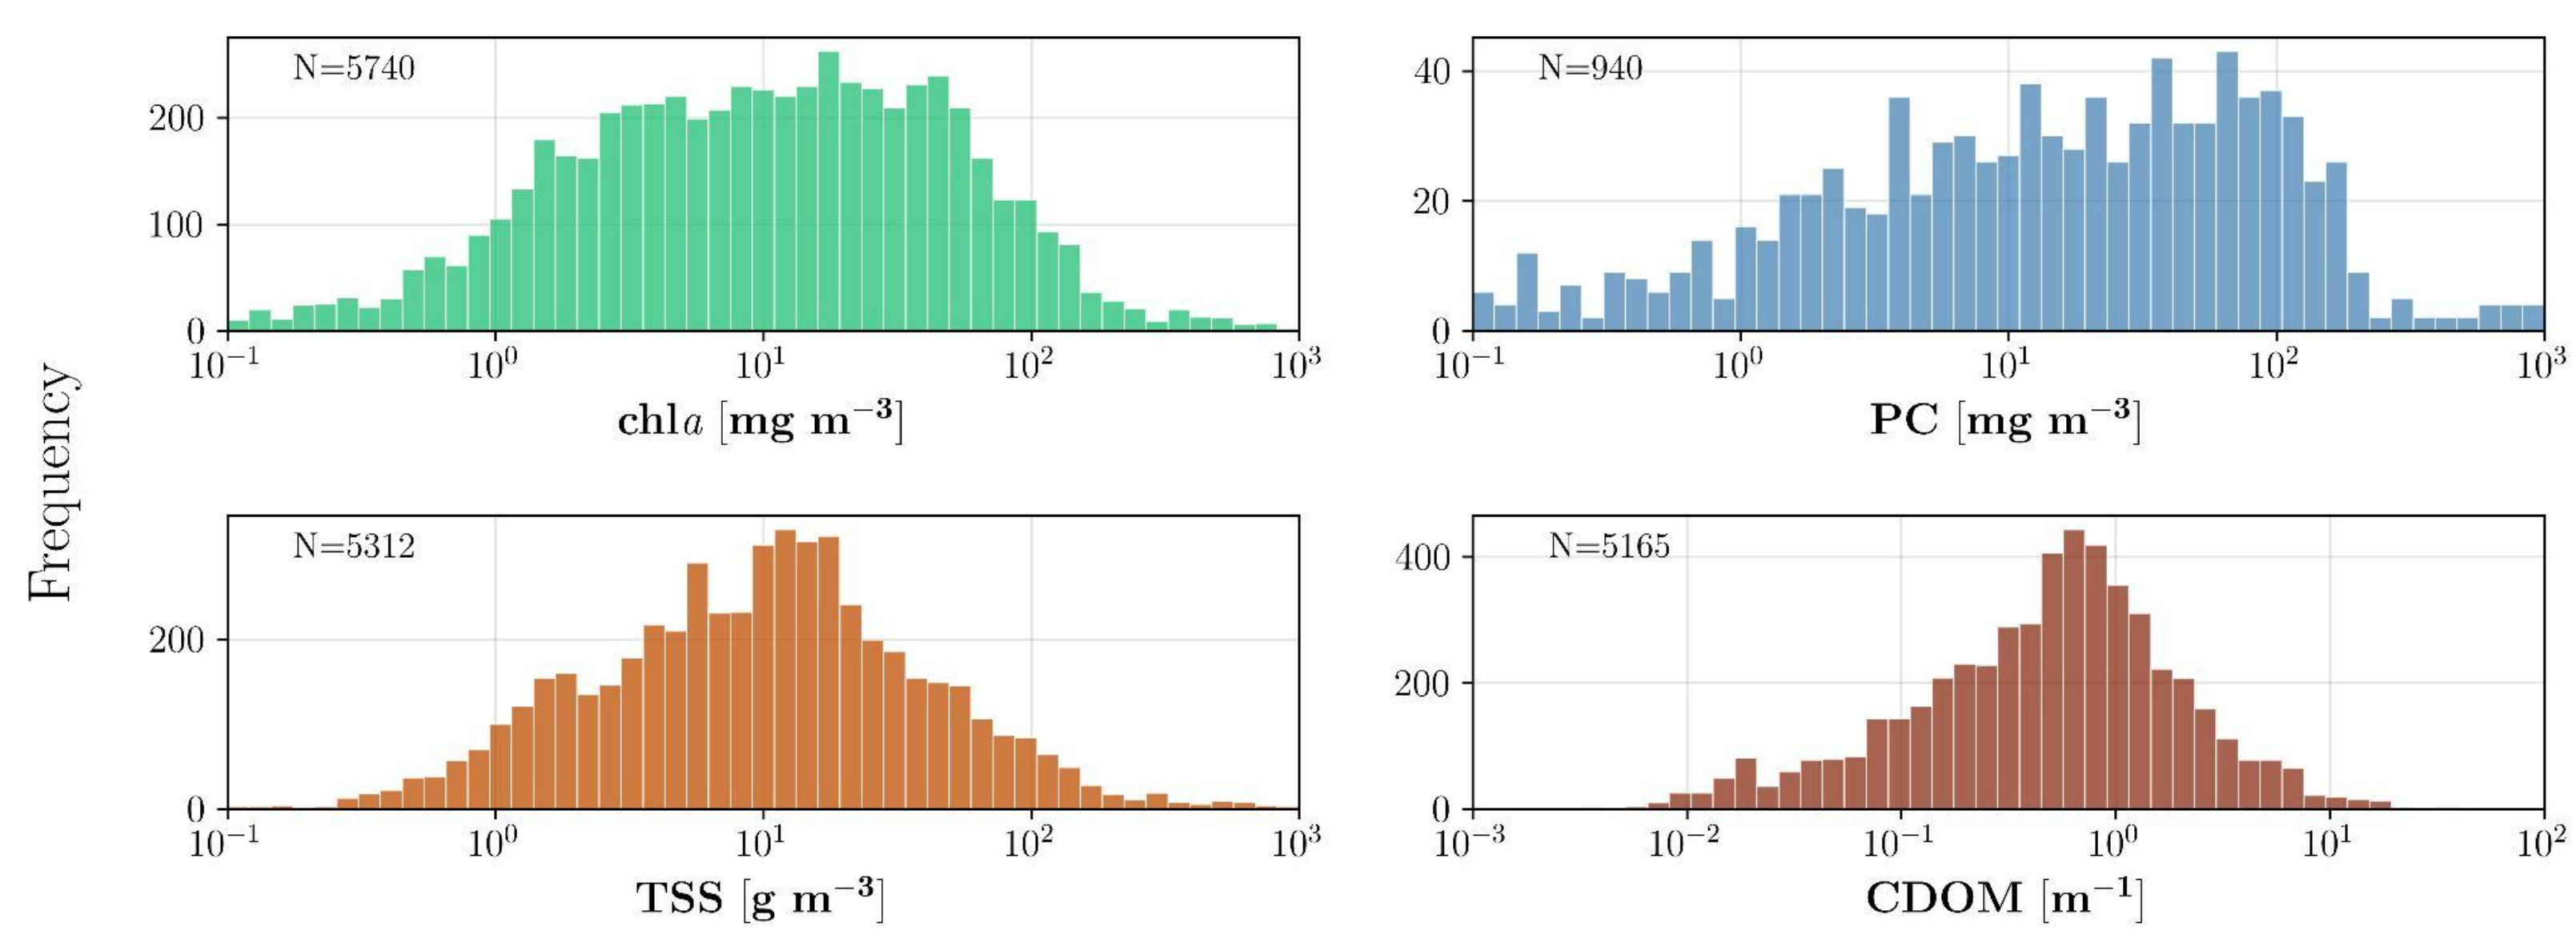 Frequency
N=5740
200
100
0
10⁻¹ 10⁰ 10¹ 10² 10³
chla [mg m⁻³]
N=940
40
20
0
10⁻¹ 10⁰ 10¹ 10² 10³
PC [mg m⁻³]
N=5312
200
0
10⁻¹ 10⁰ 10¹ 10² 10³
TSS [g m⁻³]
N=5165
400
200
0
10⁻³ 10⁻² 10⁻¹ 10⁰ 10¹ 10²
CDOM [m⁻¹]